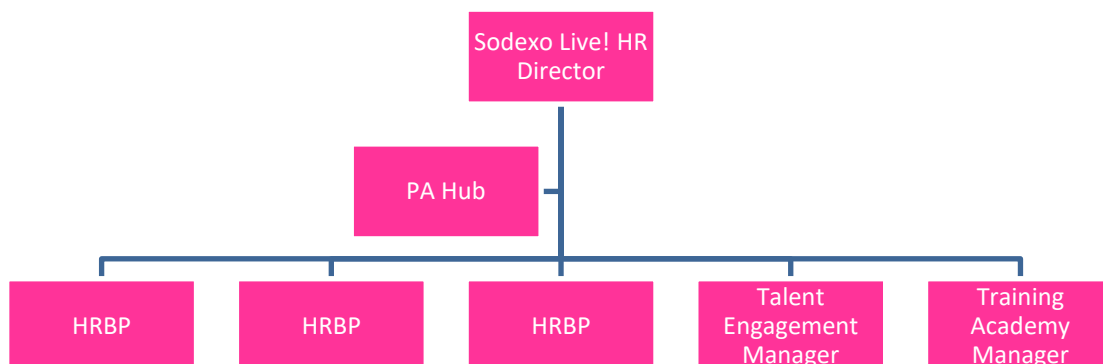 Sodexo Live! HR
Director
PA Hub
HRBP
HRBP
HRBP
Talent
Engagement
Manager
Training
Academy
Manager